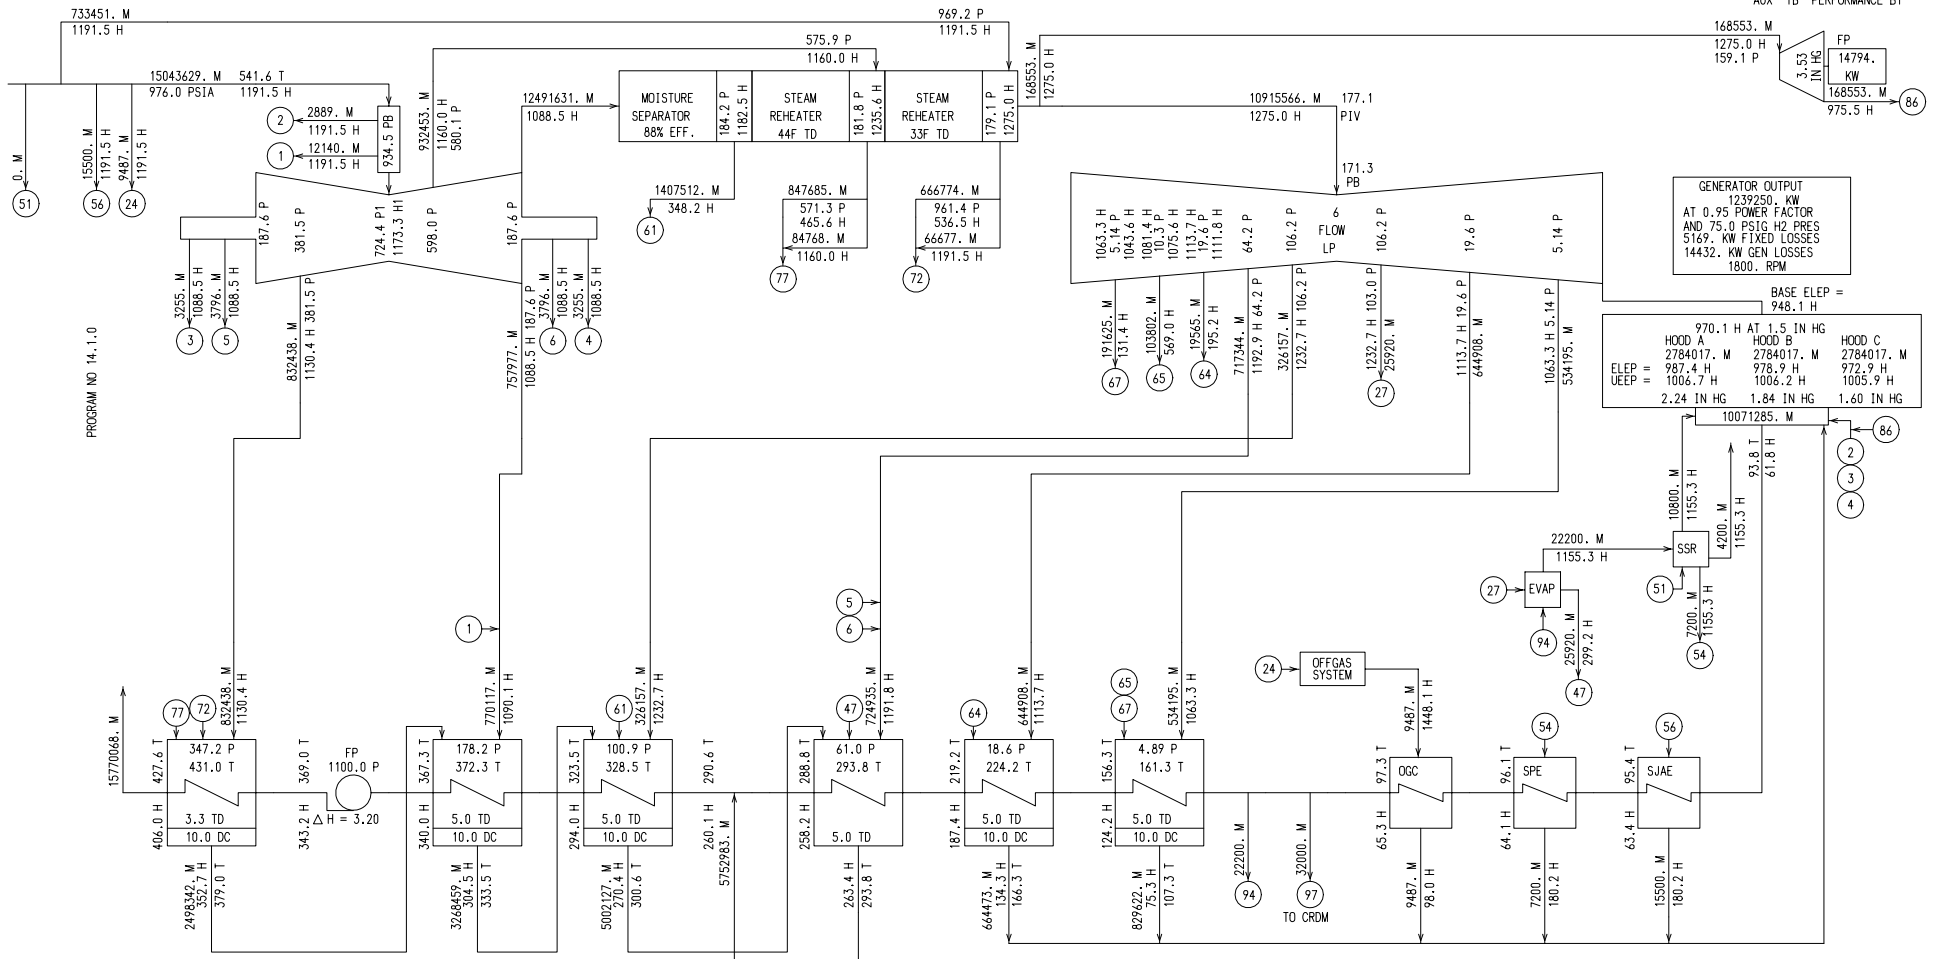 AUX TB PERFORMANCE BY
733451. M
1191.5 H
969.2 P
1191.5 H
15043629. M 541.6 T
976.0 PSIA 1191.5 H
0. M
51
15500. M
1191.5 H
56
9487. M
1191.5 H
24
2
2889. M
1191.5 H
1
12140. M
1191.5 H
934.5 PB
932453. M
1160.0 H
580.1 P
575.9 P
1160.0 H
12491631. M
1088.5 H
MOISTURE
SEPARATOR
88% EFF.
184.2 P
1182.5 H
STEAM
REHEATER
44F TD
181.8 P
1235.6 H
STEAM
REHEATER
33F TD
179.1 P
1275.0 H
168553. M
1275.0 H
168553. M
1275.0 H
159.1 P
3.53
IN HG
FP
14794.
KW
168553. M
975.5 H
86
10915566. M
1275.0 H
177.1
PIV
171.3
PB
187.6 P
381.5 P
724.4 P1
1173.3 H1
598.0 P
187.6 P
3255. M
1088.5 H
3
3796. M
1088.5 H
5
832438. M
1130.4 H 381.5 P
757977. M
1088.5 H 187.6 P
3796. M
1088.5 H
6
3255. M
1088.5 H
4
1407512. M
348.2 H
61
847685. M
571.3 P
465.6 H
84768. M
1160.0 H
77
666774. M
961.4 P
536.5 H
66677. M
1191.5 H
72
1063.3 H
5.14 P
1043.6 H
1081.4 H
10.3 P
1075.6 H
1113.7 H
19.6 P
1111.8 H
64.2 P
106.2 P
6
FLOW
LP
106.2 P
19.6 P
5.14 P
191625. M
131.4 H
67
103802. M
569.0 H
65
19565. M
195.2 H
64
717344. M
1192.9 H 64.2 P
326157. M
1232.7 H 106.2 P
1232.7 H 103.0 P
25920. M
27
1113.7 H 19.6 P
644908. M
1063.3 H 5.14 P
534195. M
GENERATOR OUTPUT
1239250. KW
AT 0.95 POWER FACTOR
AND 75.0 PSIG H2 PRES
5169. KW FIXED LOSSES
14432. KW GEN LOSSES
1800. RPM
BASE ELEP =
948.1 H
970.1 H AT 1.5 IN HG
HOOD A HOOD B HOOD C
2784017. M 2784017. M 2784017. M
ELEP = 987.4 H 978.9 H 972.9 H
UEEP = 1006.7 H 1006.2 H 1005.9 H
2.24 IN HG 1.84 IN HG 1.60 IN HG
10071285. M
86
2
3
4
93.8 T
61.8 H
PROGRAM NO 14.1.0
10800. M
1155.3 H
4200. M
1155.3 H
SSR
22200. M
1155.3 H
27
EVAP
94
25920. M
299.2 H
47
51
7200. M
1155.3 H
54
5
6
1
24
OFFGAS
SYSTEM
9487. M
1448.1 H
15770068. M
77
72
832438. M
1130.4 H
427.6 T
406.0 H
347.2 P
431.0 T
3.3 TD
10.0 DC
2498342. M
352.7 H
379.0 T
369.0 T
343.2 H
FP
1100.0 P
△ H = 3.20
770117. M
1090.1 H
367.3 T
340.0 H
178.2 P
372.3 T
5.0 TD
10.0 DC
3268459. M
304.5 H
333.5 T
61
326157. M
1232.7 H
323.5 T
294.0 H
100.9 P
328.5 T
5.0 TD
10.0 DC
5002127. M
270.4 H
300.6 T
290.6 T
260.1 H
5752983. M
47
724935. M
1191.8 H
288.8 T
258.2 H
61.0 P
293.8 T
5.0 TD
263.4 H
293.8 T
64
644908. M
1113.7 H
219.2 T
187.4 H
18.6 P
224.2 T
5.0 TD
10.0 DC
664473. M
134.3 H
166.3 T
65
67
534195. M
1063.3 H
156.3 T
124.2 H
4.89 P
161.3 T
5.0 TD
10.0 DC
829622. M
75.3 H
107.3 T
22200. M
94
32000. M
97
TO CRDM
97.3 T
65.3 H
OGC
9487. M
98.0 H
54
96.1 T
64.1 H
SPE
7200. M
180.2 H
56
95.4 T
63.4 H
SJAE
15500. M
180.2 H